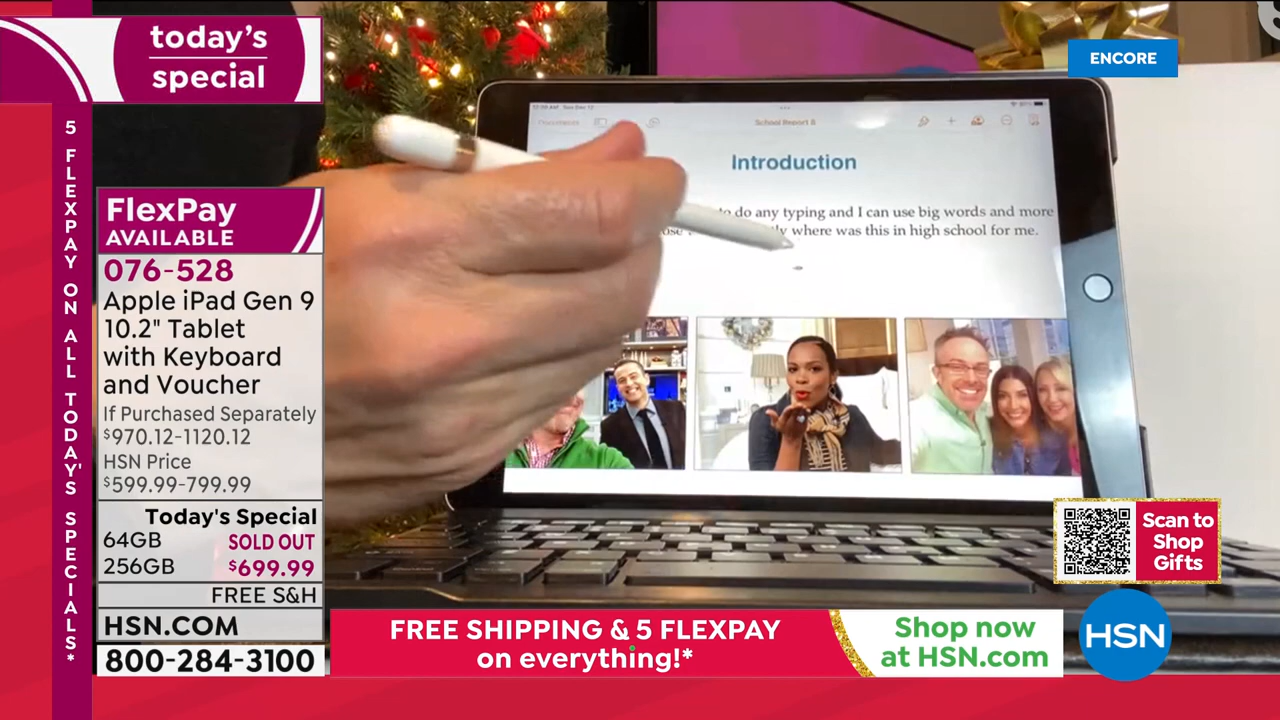 today's
special
5 FLEXPAY ON ALL TODAY'S SPECIALS*
FlexPay
AVAILABLE
076-528
Apple iPad Gen 9
10.2" Tablet
with Keyboard
and Voucher
If Purchased Separately
$970.12-1120.12
HSN Price
$599.99-799.99
Today's Special
64GB SOLD OUT
256GB $699.99
FREE S&H
HSN.COM
800-284-3100
ENCORE
School Report 8
Introduction
to do any typing and I can use big words and more
where was this in high school for me.
Scan to
Shop
Gifts
FREE SHIPPING & 5 FLEXPAY
on everything!*
Shop now
at HSN.com
HSN